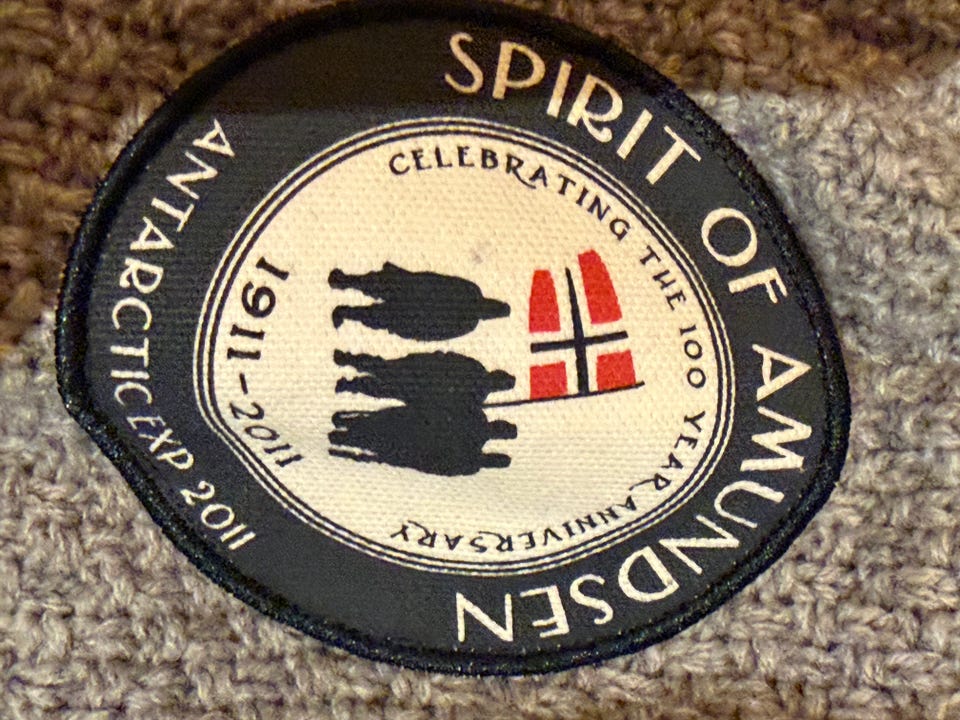 SPIRIT OF AMUNDSEN
CELEBRATING THE 100 YEAR ANNIVERSARY
1911-2011
ANTARCTIC EXP 2011